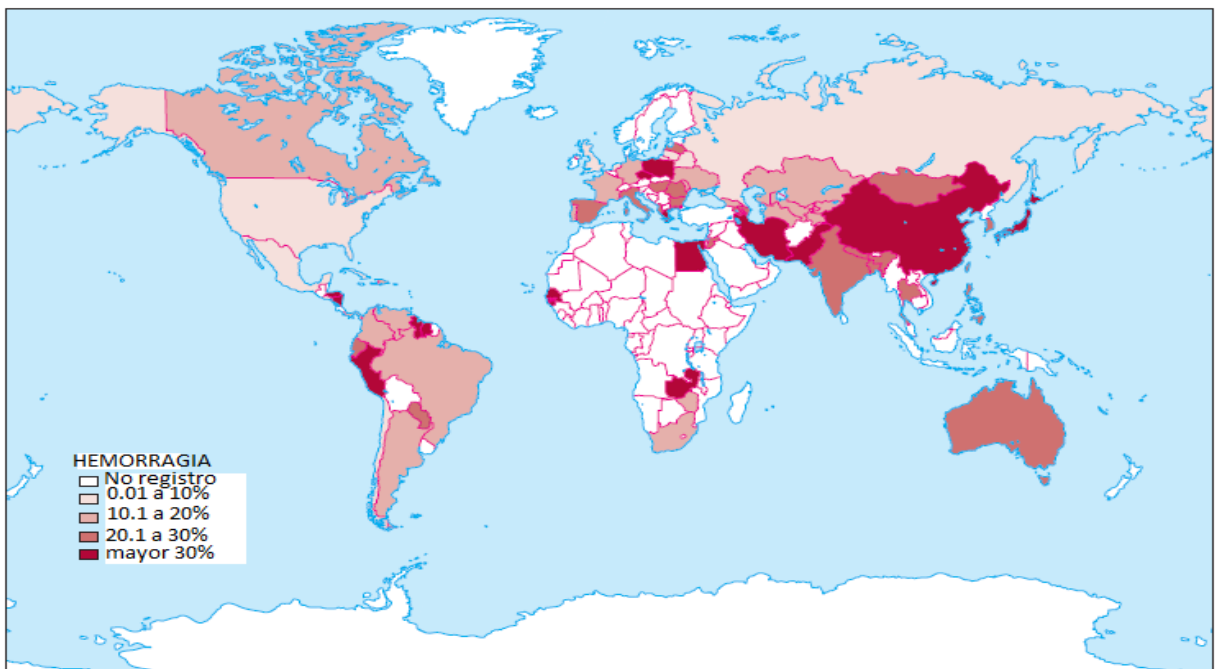 HEMORRAGIA
No registro
0.01 a 10%
10.1 a 20%
20.1 a 30%
mayor 30%